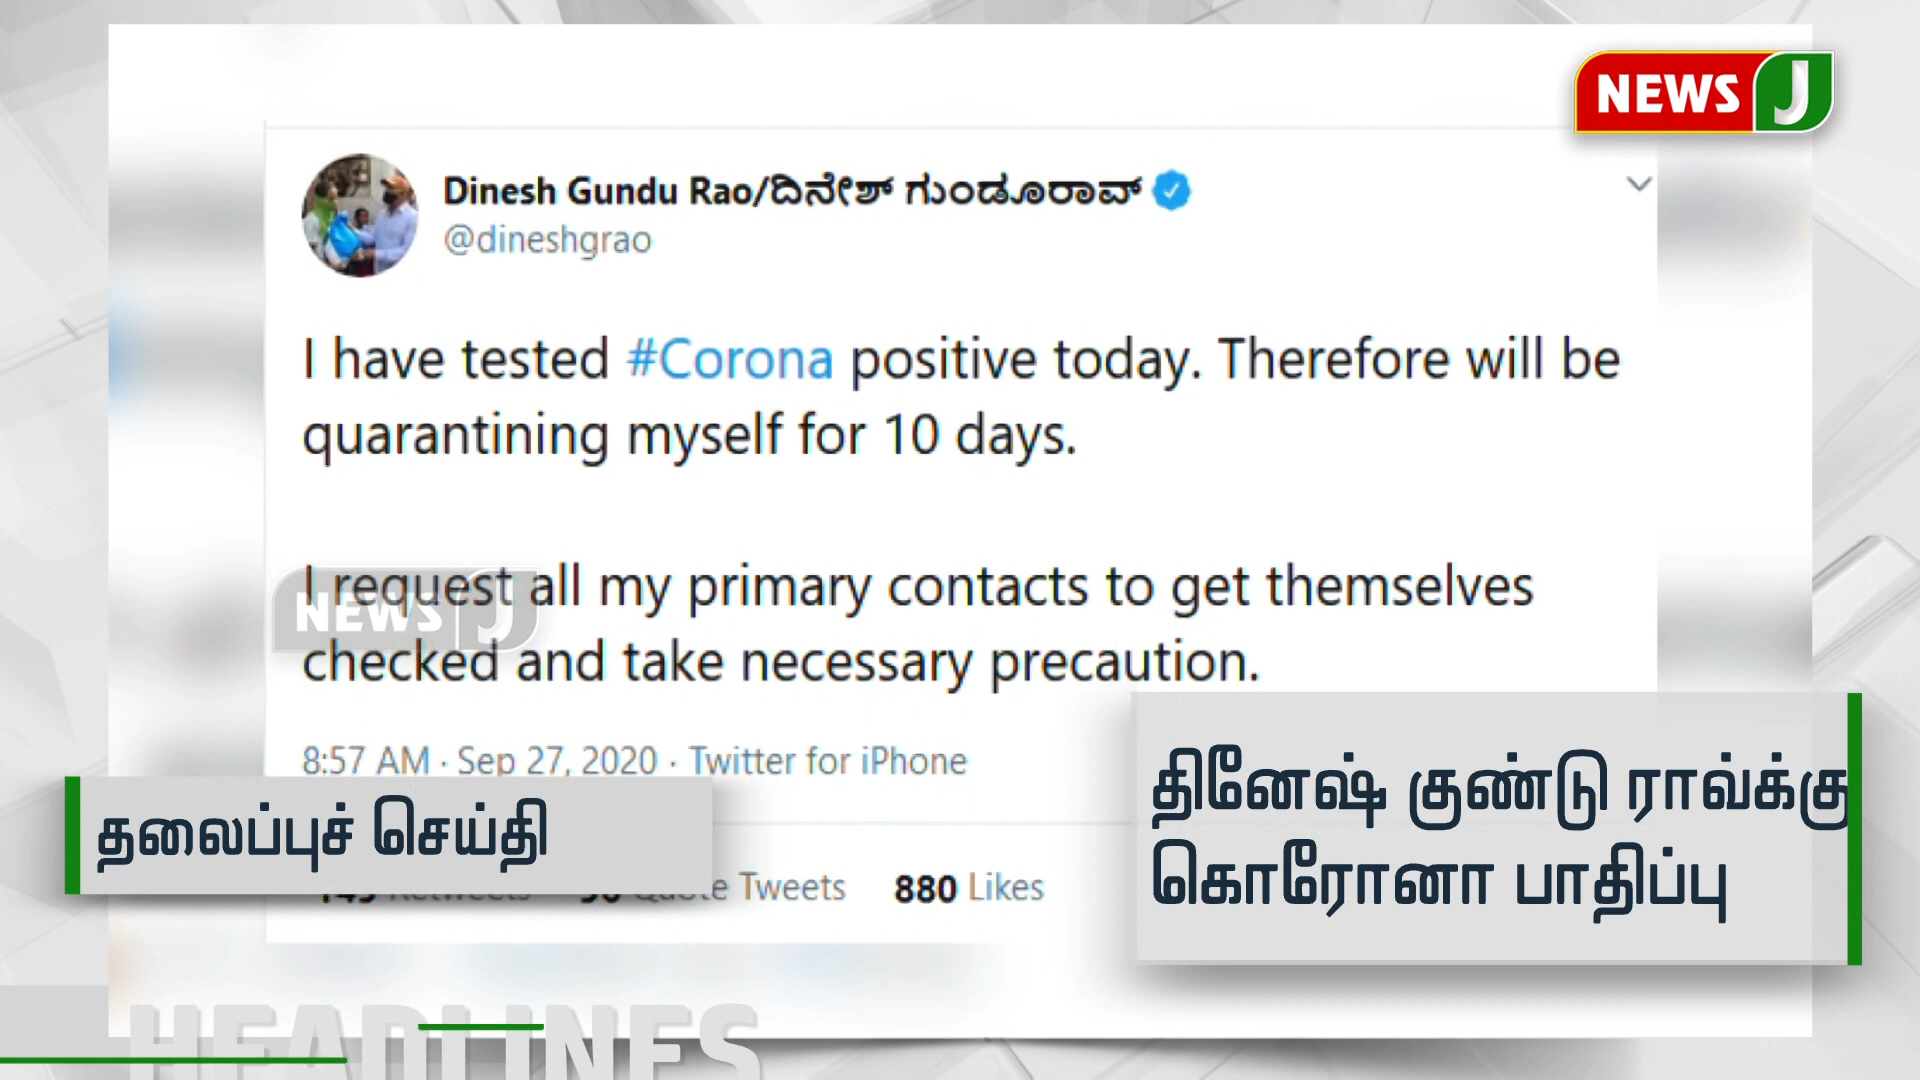 NEWS J
Dinesh Gundu Rao/ದಿನೇಶ್ ಗುಂಡೂರಾವ್
@dineshgrao
I have tested #Corona positive today. Therefore will be
quarantining myself for 10 days.
I request all my primary contacts to get themselves
NEWS J
checked and take necessary precaution.
8:57 AM · Sep 27, 2020 · Twitter for iPhone
தினேஷ் குண்டு ராவ்க்கு
கொரோனா பாதிப்பு
தலைப்புச் செய்தி
Tweets 880 Likes
HEADLINES